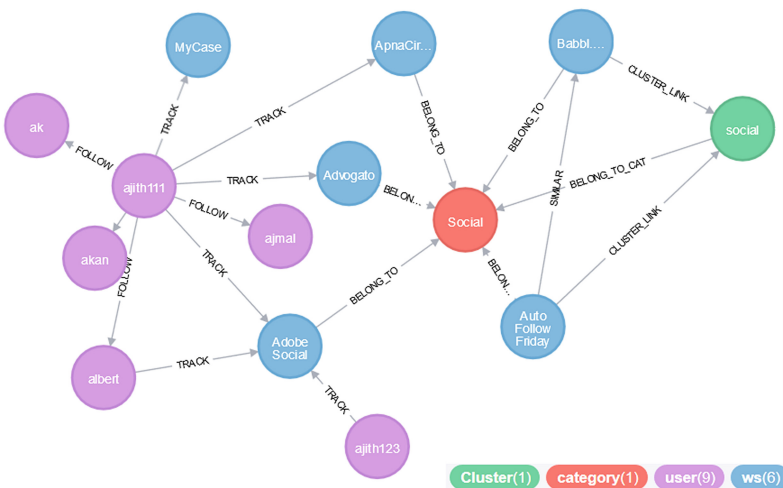 MyCase
ApnaCir...
Babbl....
CLUSTER_LINK
social
TRACK
TRACK
BELONG_TO
BELONG_TO
ak
FOLLOW
ajith111
TRACK
Advogato
BELON...
SIMILAR
BELONG_TO_CAT
FOLLOW
ajmal
Social
CLUSTER_LINK
akan
FOLLOW
TRACK
BELONG_TO
BELON...
Auto
Follow
Friday
Adobe
Social
albert
TRACK
TRACK
ajith123
Cluster(1) category(1) user(9) ws(6)